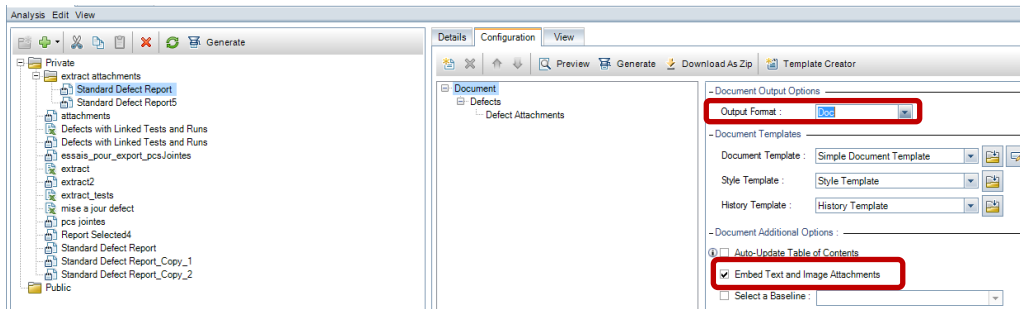 Analysis Edit View
Generate
Private
extract attachments
Standard Defect Report
Standard Defect Report5
attachments
Defects with Linked Tests and Runs
Defects with Linked Tests and Runs
essais_pour_export_pcsJointes
extract
extract2
extract_tests
mise a jour defect
pcs jointes
Report Selected4
Standard Defect Report
Standard Defect Report_Copy_1
Standard Defect Report_Copy_2
Public
Details Configuration View
Preview Generate Download As Zip Template Creator
Document
Defects
Defect Attachments
Document Output Options
Output Format : Doc
Document Templates
Document Template : Simple Document Template
Style Template : Style Template
History Template : History Template
Document Additional Options :
Auto-Update Table of Contents
Embed Text and Image Attachments
Select a Baseline :